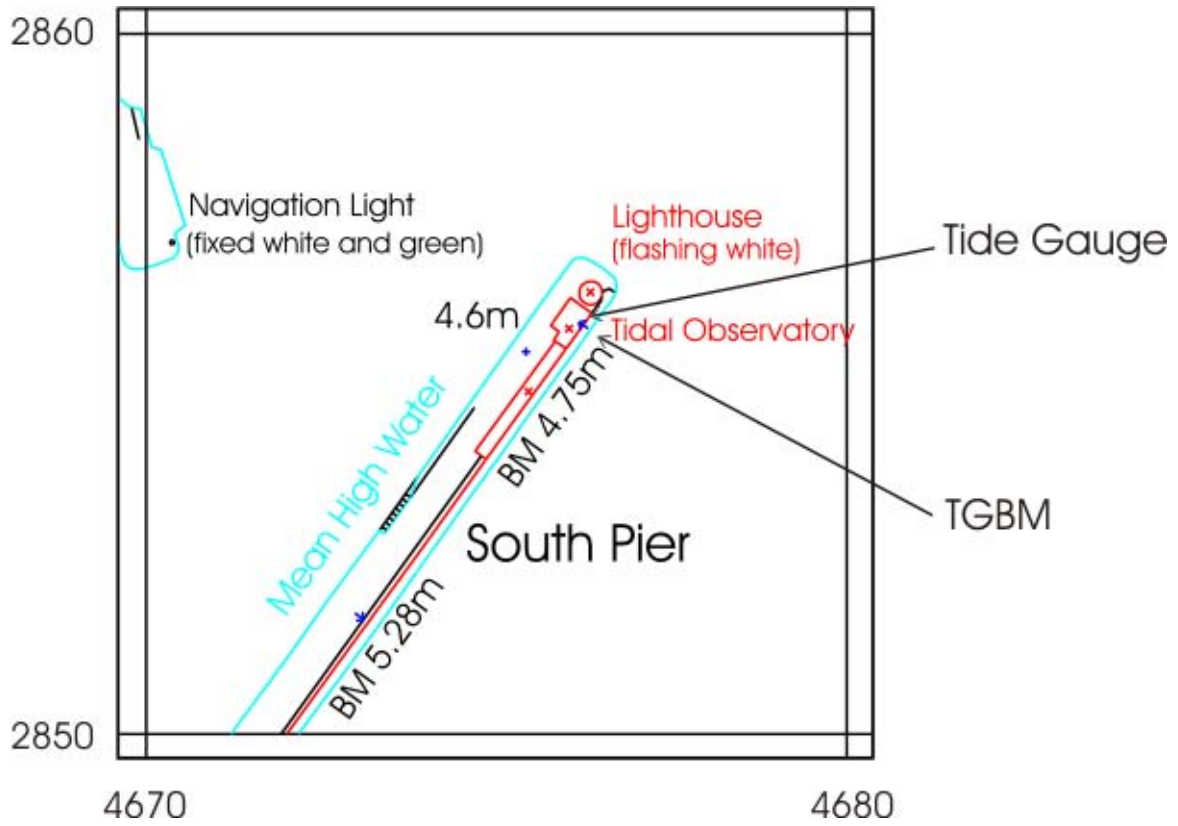 2860
Navigation Light
(fixed white and green)
Lighthouse
(flashing white)
Tide Gauge
4.6m
Tidal Observatory
BM 4.75m
Mean High Water
TGBM
South Pier
BM 5.28m
2850
4670
4680